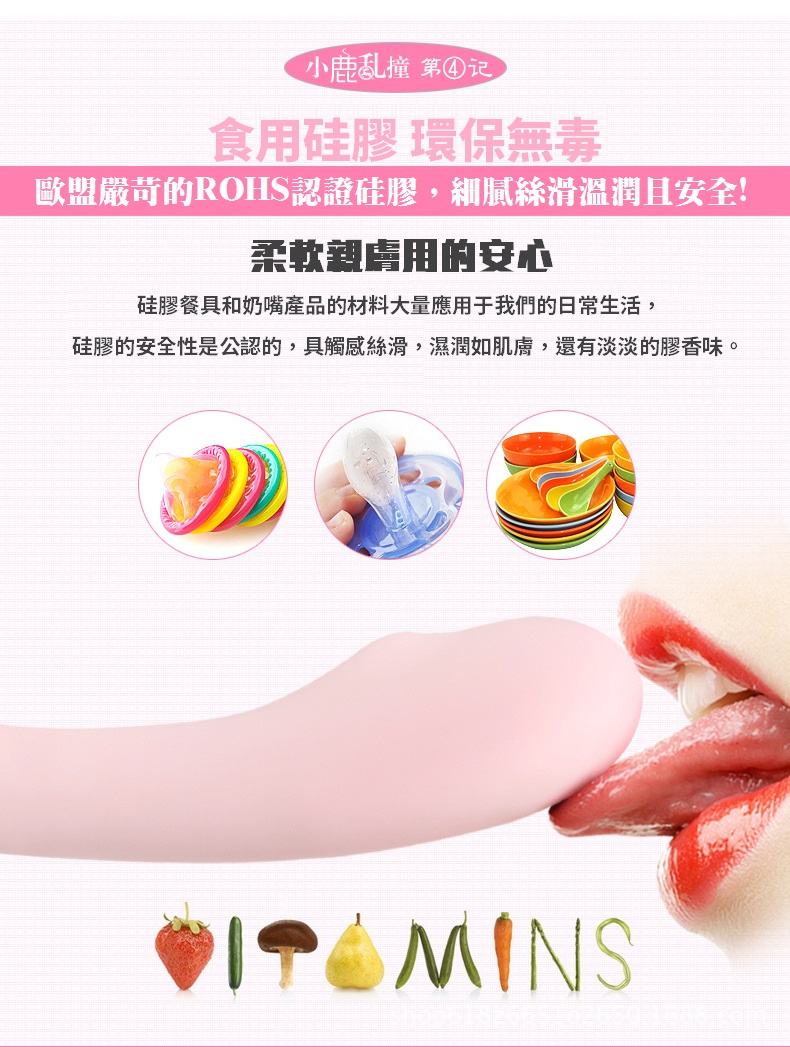 小鹿乱撞 第④记
食用硅膠 環保無毒
歐盟嚴苛的ROHS認證硅膠，細膩絲滑溫潤且安全!
柔軟親膚用的安心
硅膠餐具和奶嘴產品的材料大量應用于我們的日常生活，
硅膠的安全性是公認的，具觸感絲滑，濕潤如肌膚，還有淡淡的膠香味。
VITAMINS